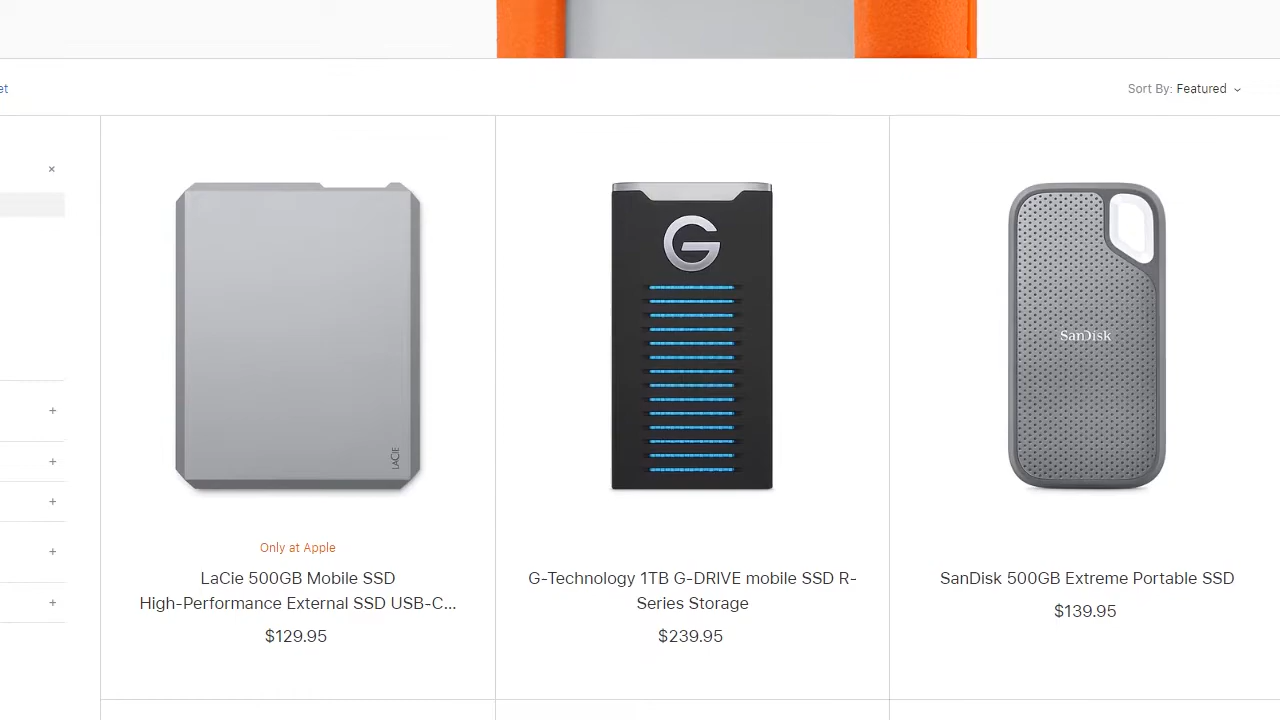 et
Sort By: Featured
SanDisk
LACIE
Only at Apple
LaCie 500GB Mobile SSD
High-Performance External SSD USB-C...
$129.95
G-Technology 1TB G-DRIVE mobile SSD R-
Series Storage
$239.95
SanDisk 500GB Extreme Portable SSD
$139.95